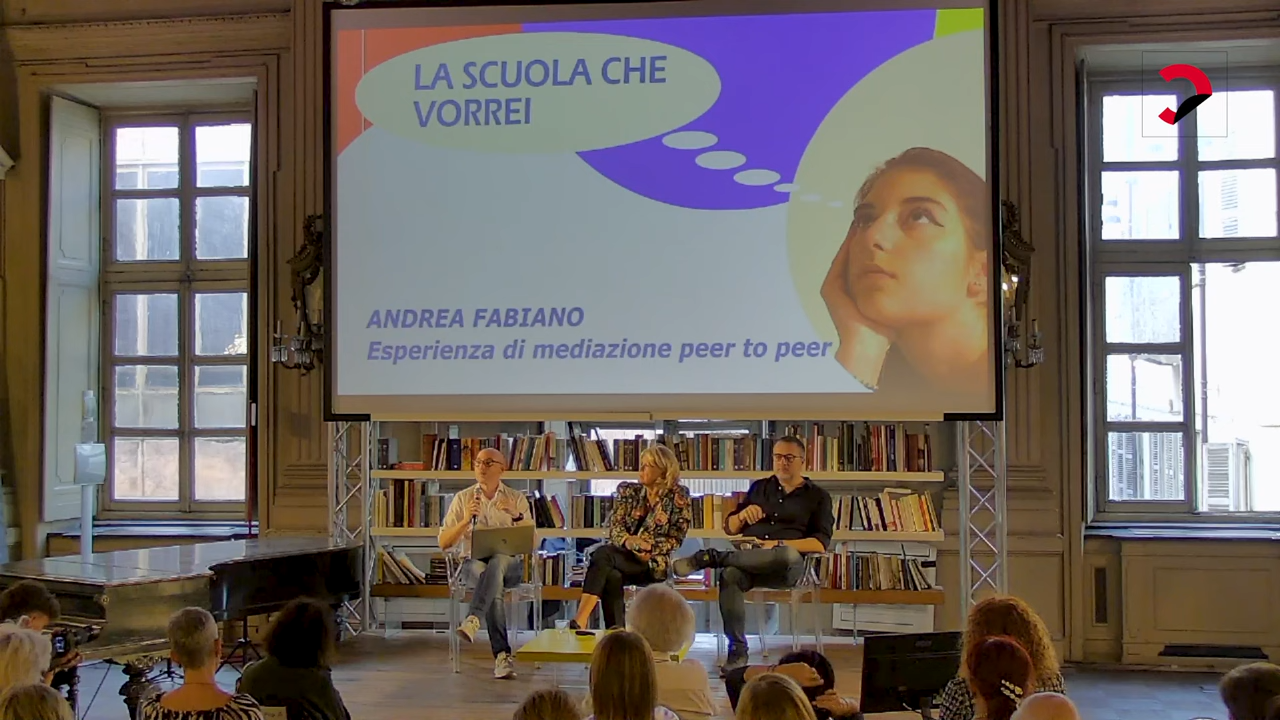 LA SCUOLA CHE
VORREI
ANDREA FABIANO
Esperienza di mediazione peer to peer